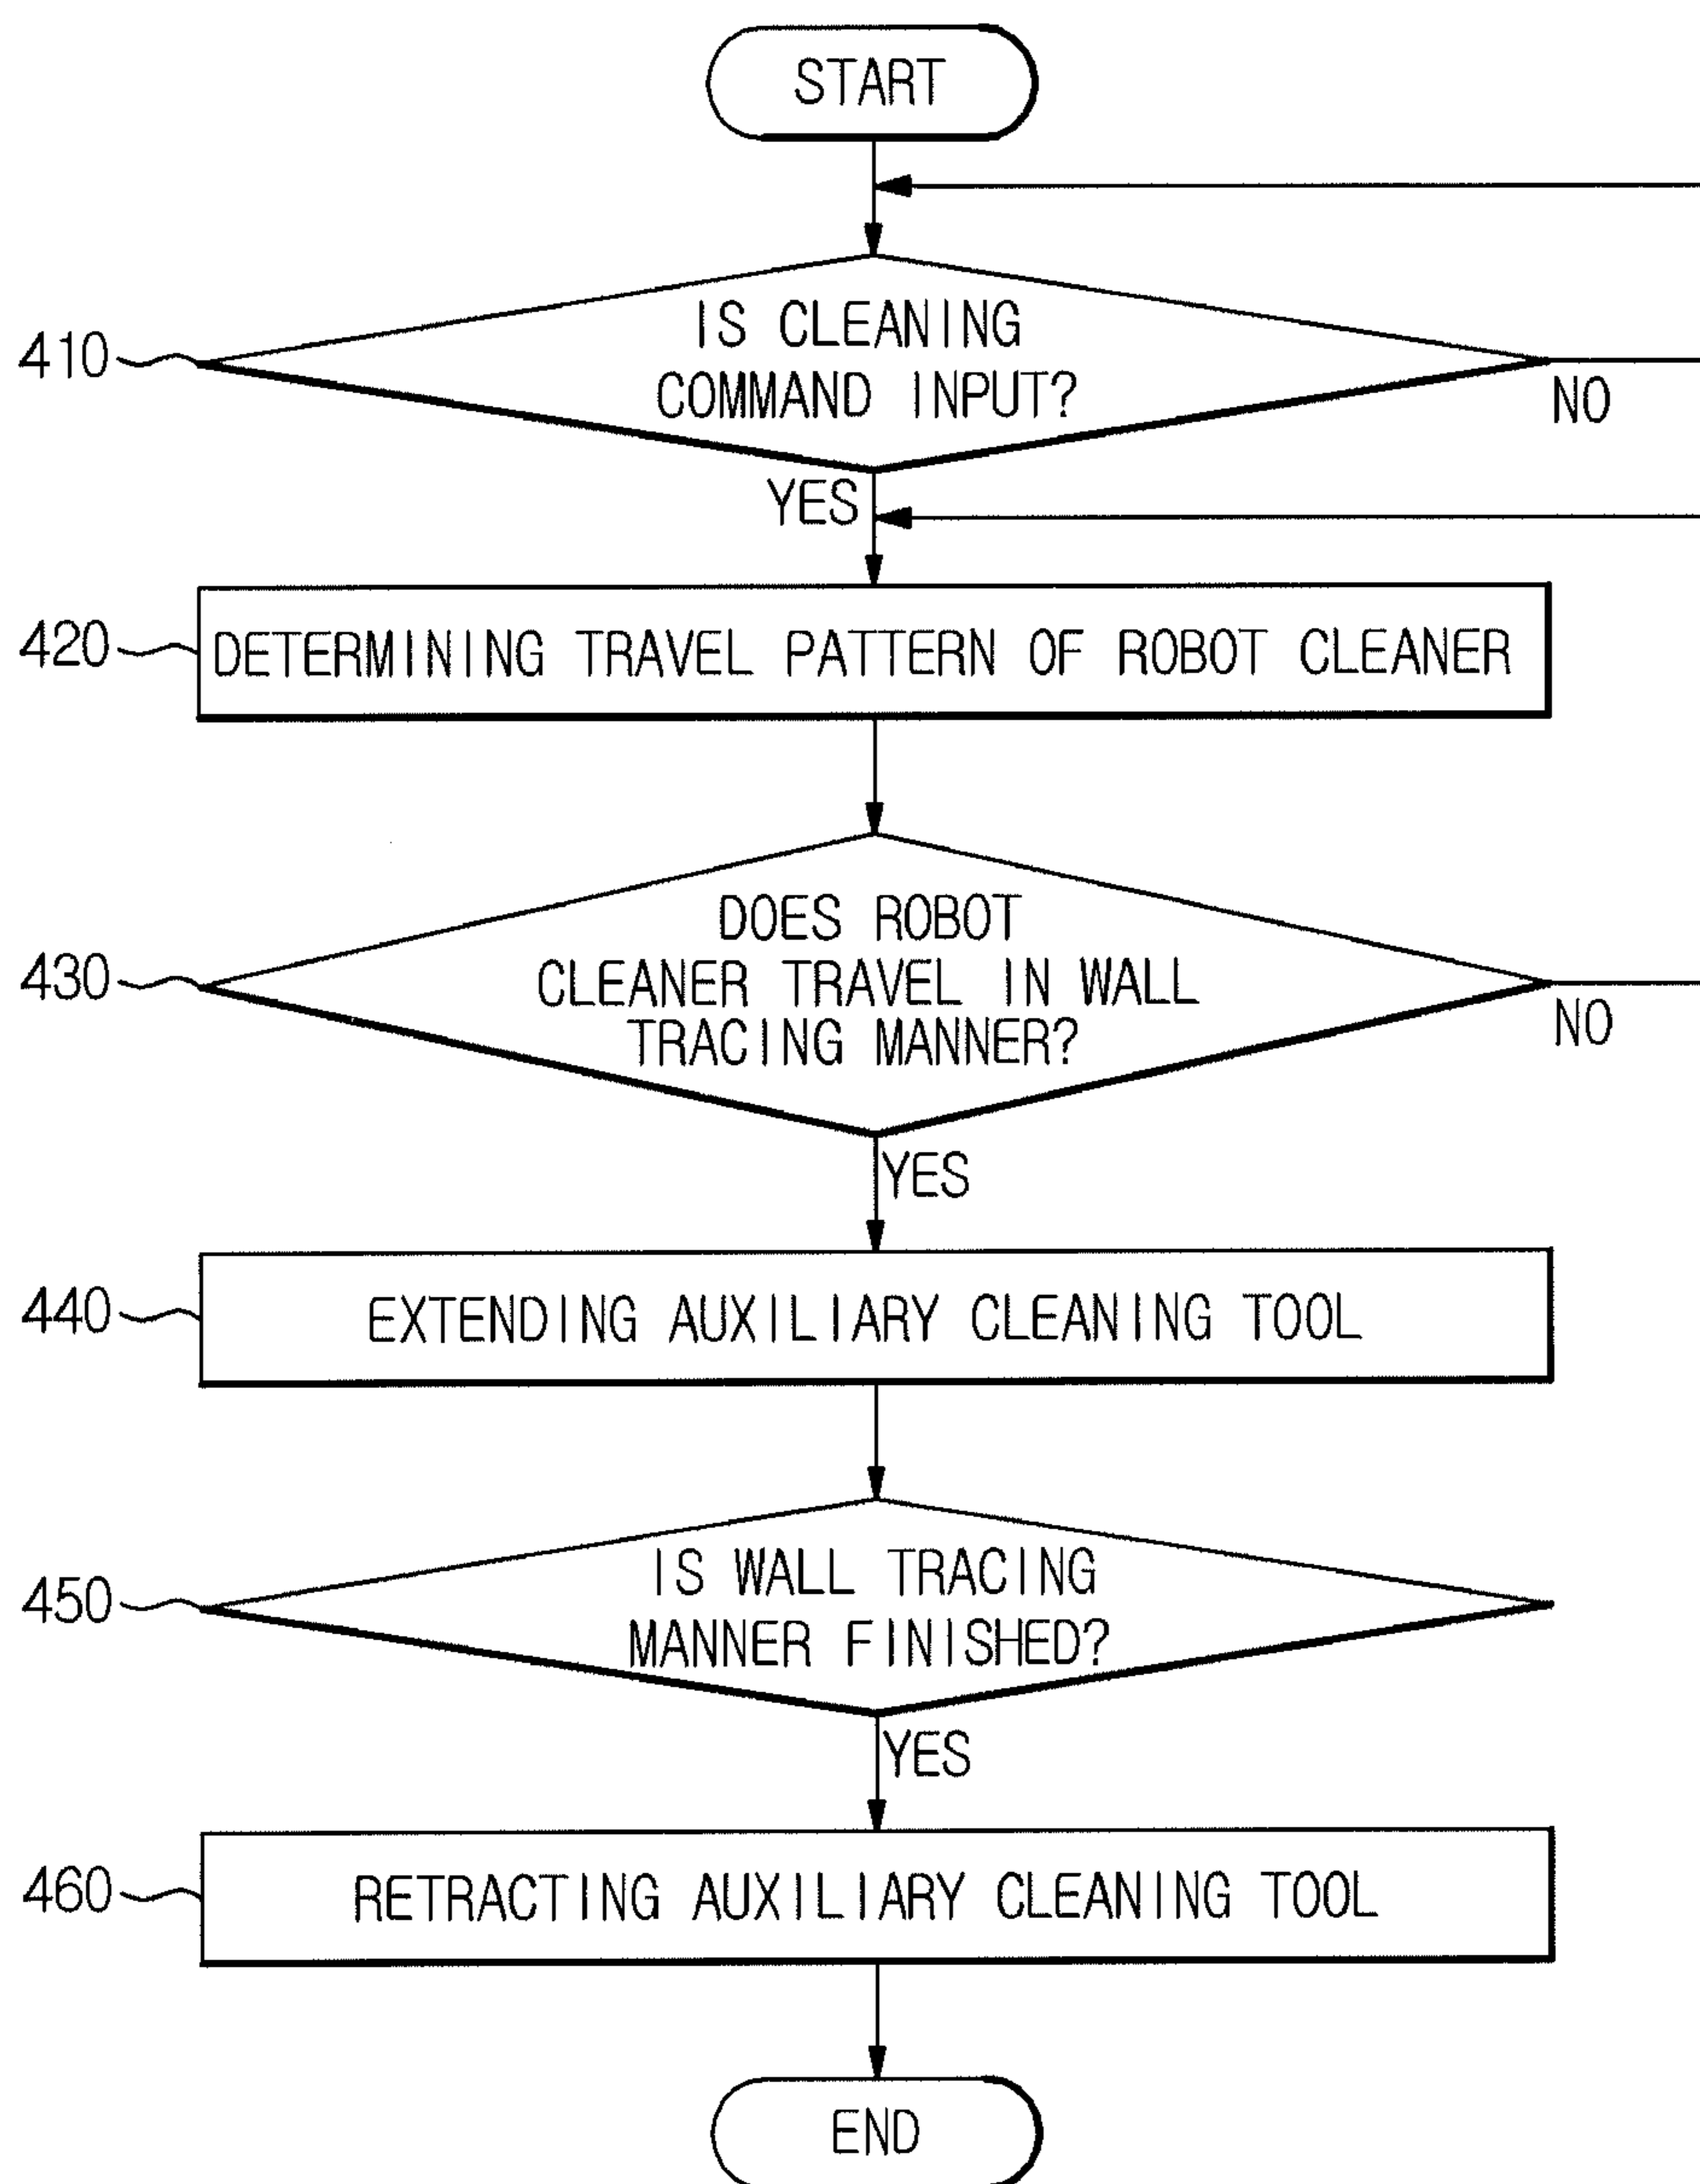 START
IS CLEANING
410
COMMAND INPUT?
NO
YES
420
DETERMINING TRAVEL PATTERN OF ROBOT CLEANER
DOES ROBOT
430
CLEANER TRAVEL IN WALL
TRACING MANNER?
NO
YES
440
EXTENDING AUXILIARY CLEANING TOOL
IS WALL TRACING
450
MANNER FINISHED?
YES
460
RETRACTING AUXILIARY CLEANING TOOL
END